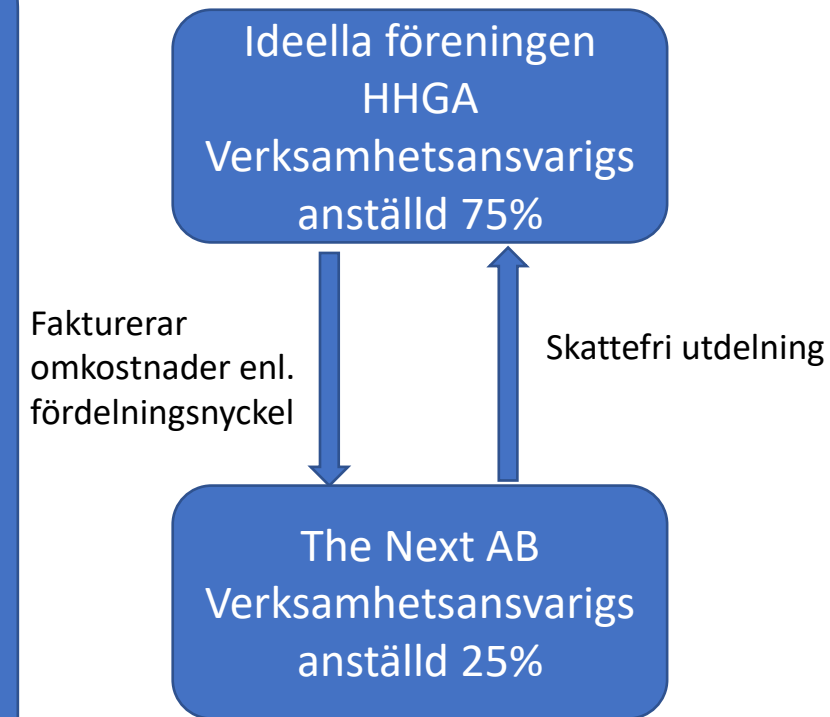 Ideella föreningen
HHGA
Verksamhetsansvarigs
anställd 75%
Fakturerar
omkostnader enl.
fördelningsnyckel
Skattefri utdelning
The Next AB
Verksamhetsansvarigs
anställd 25%